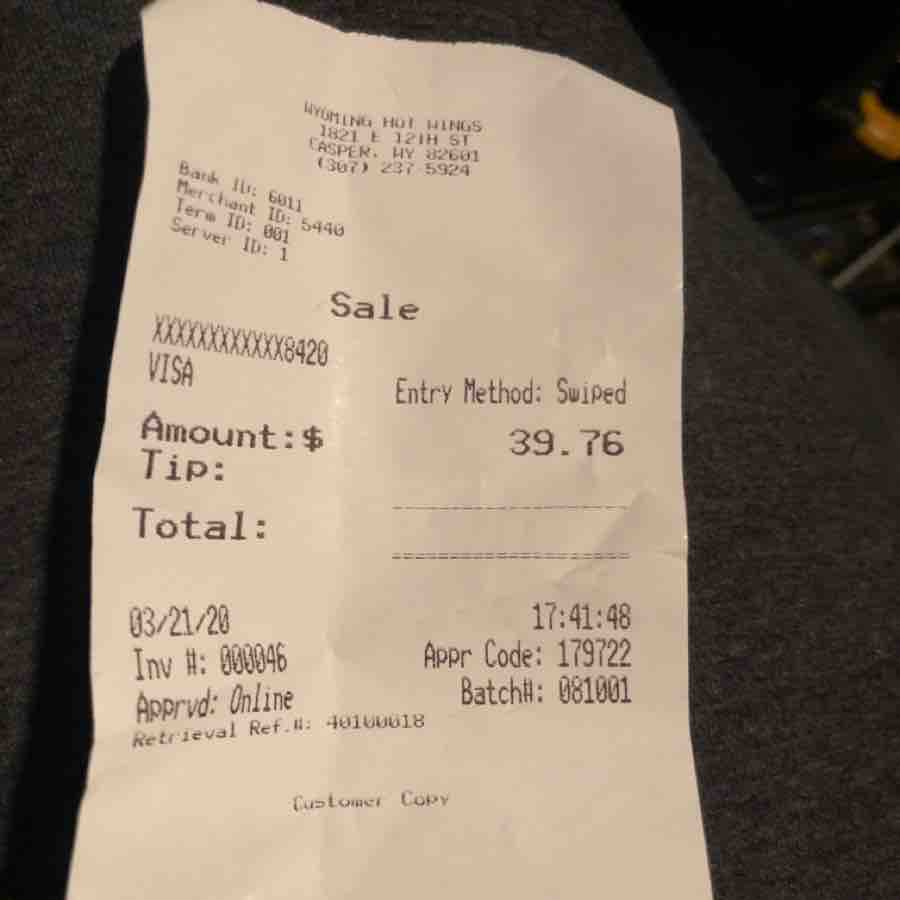 WYOMING HOT WINGS
1821 E 12TH ST
CASPER, WY 82601
(307) 237-5924
Bank ID: 6011
Merchant ID: 5440
Term ID: 001
Server ID: 1
Sale
XXXXXXXXXXXX8420
VISA
Entry Method: Swiped
Amount:$ 39.76
Tip:
Total:
03/21/20 17:41:48
Inv #: 000046 Appr Code: 179722
Apprvd: Online Batch#: 081001
Retrieval Ref.#: 40100018
Customer Copy